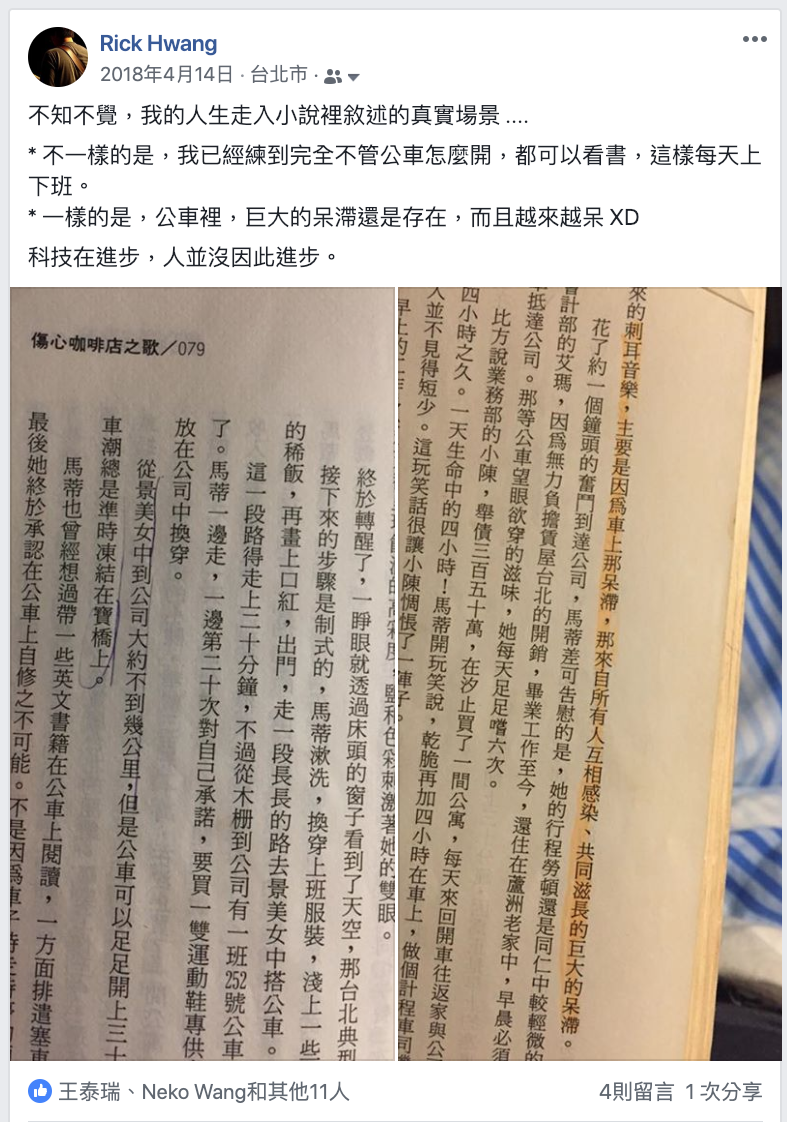 Rick Hwang
2018年4月14日 · 台北市 ·
不知不覺，我的人生走入小說裡敘述的真實場景 ....
* 不一樣的是，我已經練到完全不管公車怎麼開，都可以看書，這樣每天上
下班。
* 一樣的是，公車裡，巨大的呆滯還是存在，而且越來越呆 XD
科技在進步，人並沒因此進步。
傷心咖啡店之歌／079
終於轉醒了，一睜眼就透過床頭的窗子看到了天空，那台北典型
接下來的步驟是制式的，馬蒂漱洗，換穿上班服裝，淺上一些
的稀飯，再畫上口紅，出門，走一段長長的路去景美女中搭公車。
這一段路得走上二十分鐘，不過從木柵到公司有一班252號公車
了。馬蒂一邊走，一邊第二十次對自己承諾，要買一雙運動鞋專供
放在公司中換穿。
從景美女中到公司大約不到幾公里，但是公車可以足足開上三十
車潮總是準時凍結在寶橋上。
馬蒂也曾經想過帶一些英文書籍在公車上閱讀，一方面排遣塞車
最後她終於承認在公車上自修之不可能。不是因為車子
來的刺耳音樂，主要是因為車上那呆滯，那來自所有人互相感染、共同滋長的巨大的呆滯。
花了約一個鐘頭的奮鬥到達公司，馬蒂差可告慰的是，她的行程勞頓還是同仁中較輕微的
會計部的艾瑪，因為無力負擔賃屋台北的開銷，畢業工作至今，還住在蘆洲老家中，早晨必須
抵達公司。那等公車望眼欲穿的滋味，她每天足足嚐六次。
比方說業務部的小陳，舉債三百五十萬，在汐止買了一間公寓，每天來回開車往返家與公
四小時之久。一天生命中的四小時！馬蒂開玩笑說，乾脆再加四小時在車上，做個計程車司
人並不見得短少。這玩笑話很讓小陳惆悵了一陣子。
王泰瑞、Neko Wang和其他11人
4則留言 1 次分享